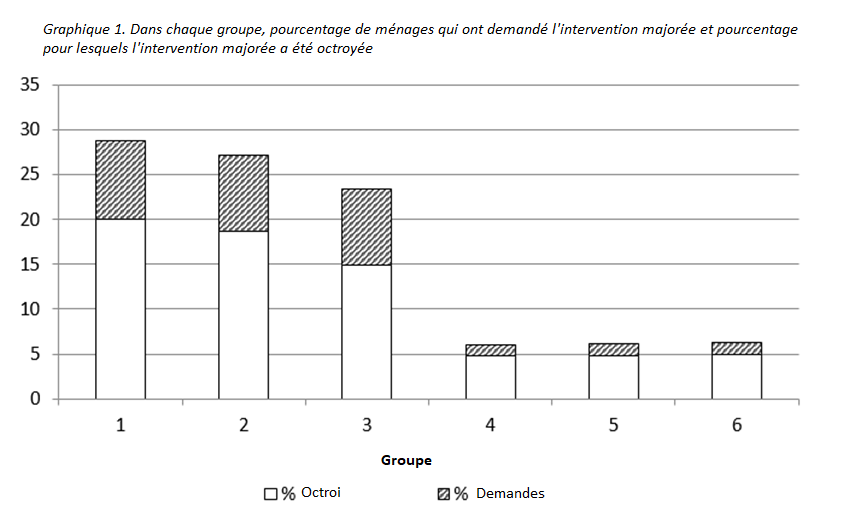 Graphique 1. Dans chaque groupe, pourcentage de ménages qui ont demandé l'intervention majorée et pourcentage
pour lesquels l'intervention majorée a été octroyée
35
30
25
20
15
10
5
0
1 2 3 4 5 6
Groupe
% Octroi % Demandes